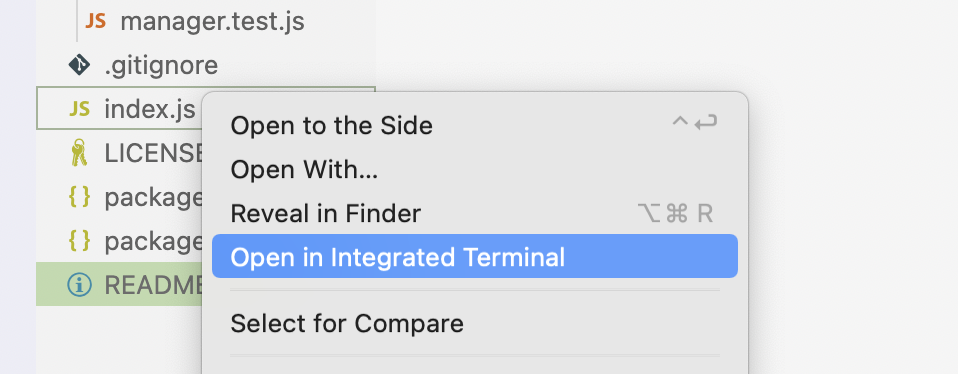 JS manager.test.js
.gitignore
JS index.js
LICENSE
{} package
{} package
README
Open to the Side ^↩
Open With...
Reveal in Finder ⌥⌘ R
Open in Integrated Terminal
Select for Compare